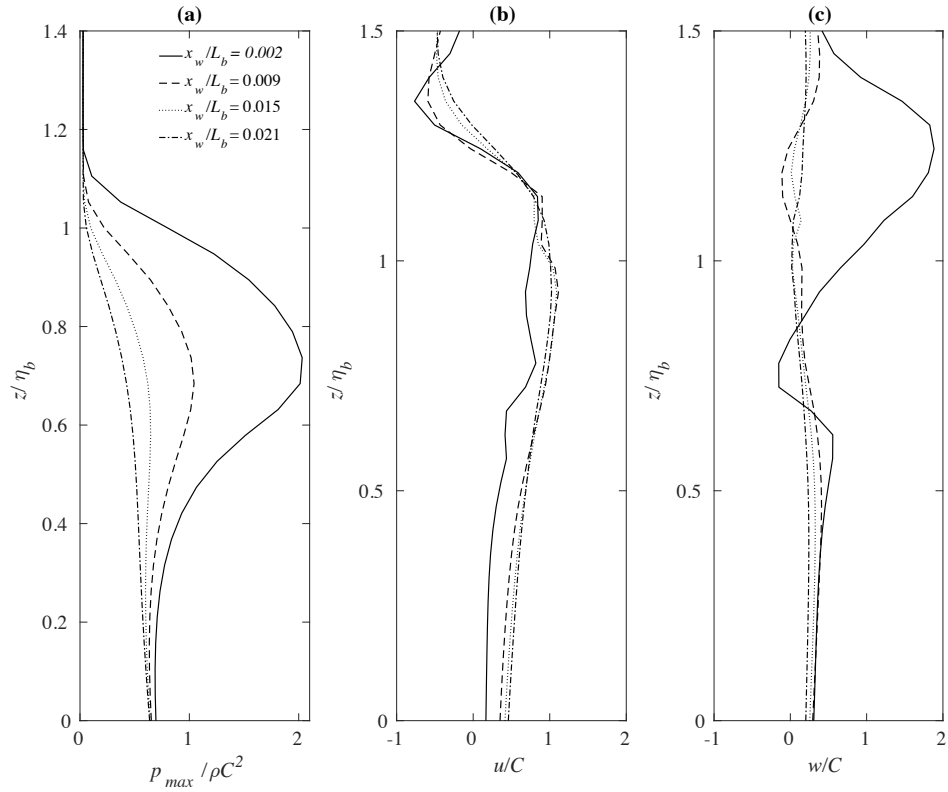 (a)
(b)
(c)
1.4
1.2
1
0.8
0.6
0.4
0.2
0
0
1
2
z/ η_b
p_max / ρC^2
x_w/L_b = 0.002
x_w/L_b = 0.009
x_w/L_b = 0.015
x_w/L_b = 0.021
1.5
1
0.5
0
-1
0
1
2
z/ η_b
u/C
1.5
1
0.5
0
-1
0
1
2
z/ η_b
w/C